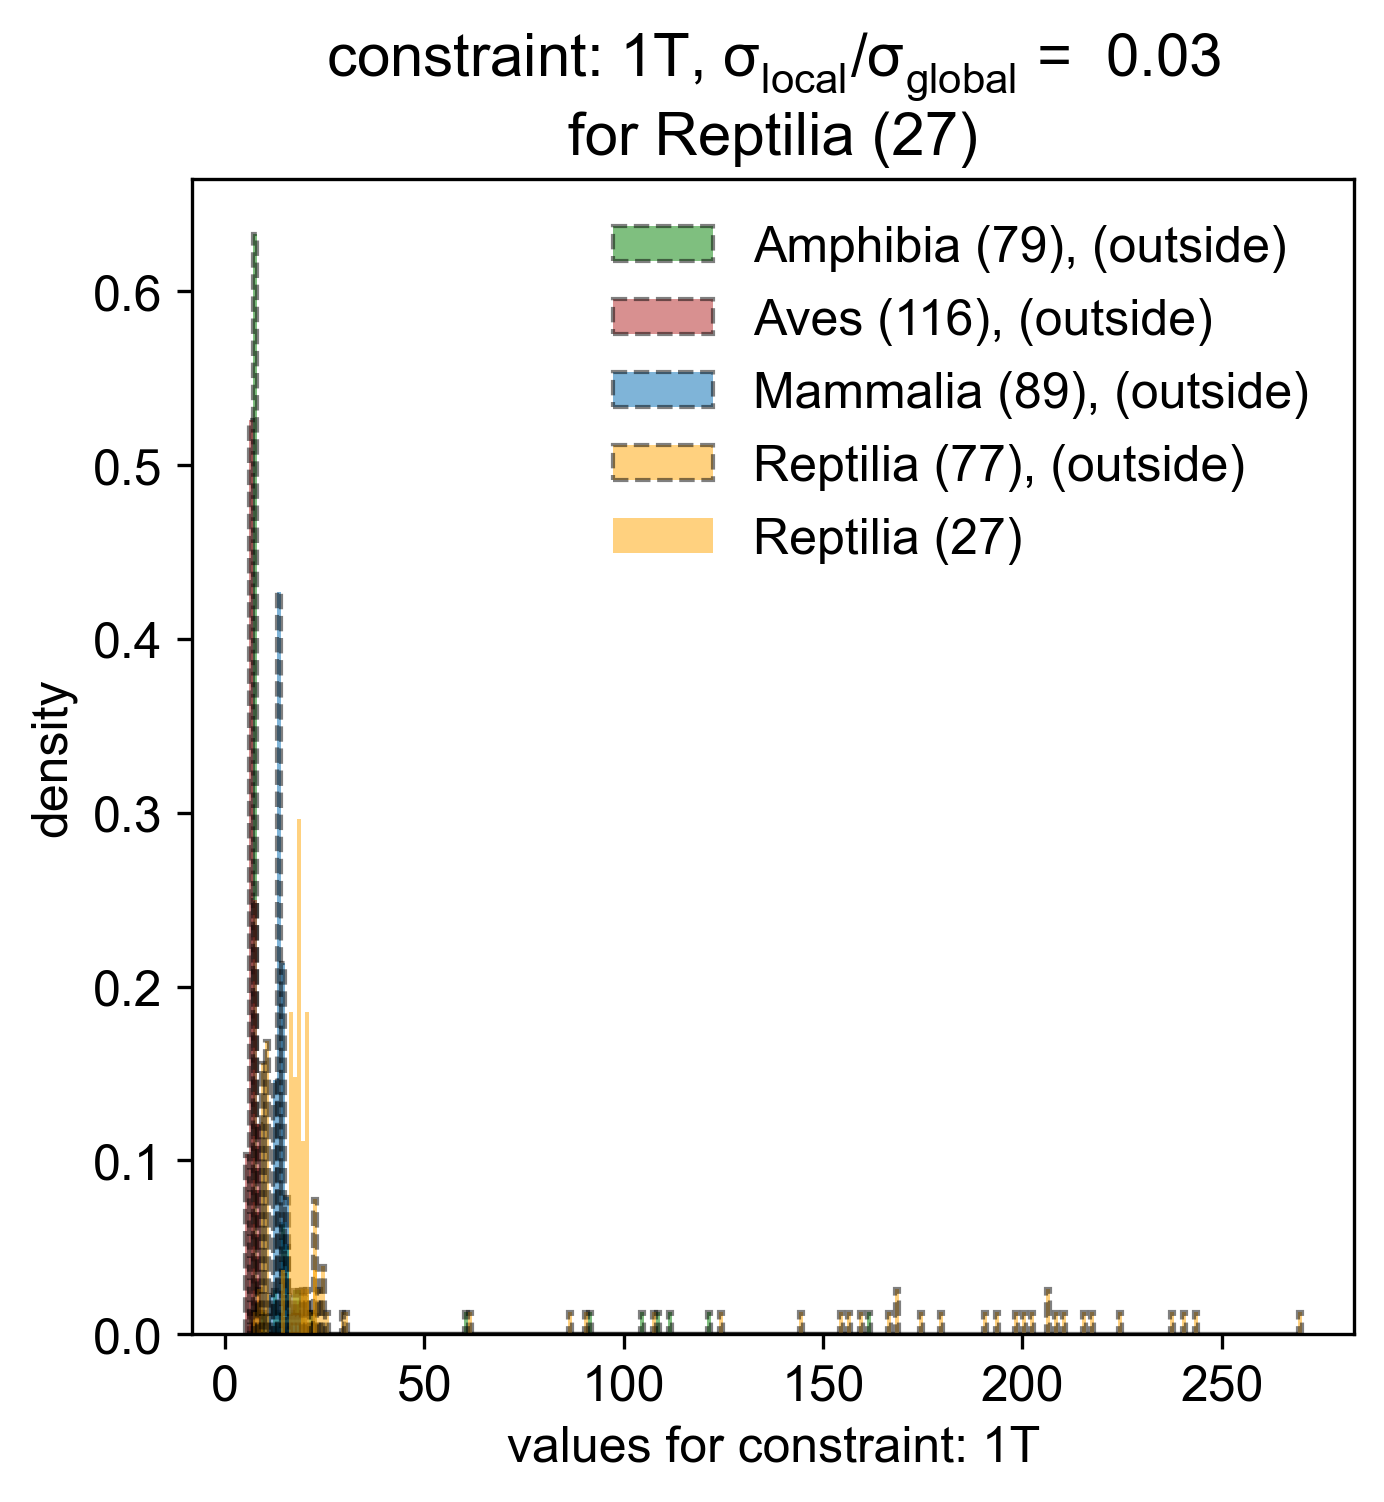 constraint: 1T, σlocal/σglobal = 0.03
for Reptilia (27)
Amphibia (79), (outside)
Aves (116), (outside)
Mammalia (89), (outside)
Reptilia (77), (outside)
Reptilia (27)
density
0.6
0.5
0.4
0.3
0.2
0.1
0.0
0 50 100 150 200 250
values for constraint: 1T